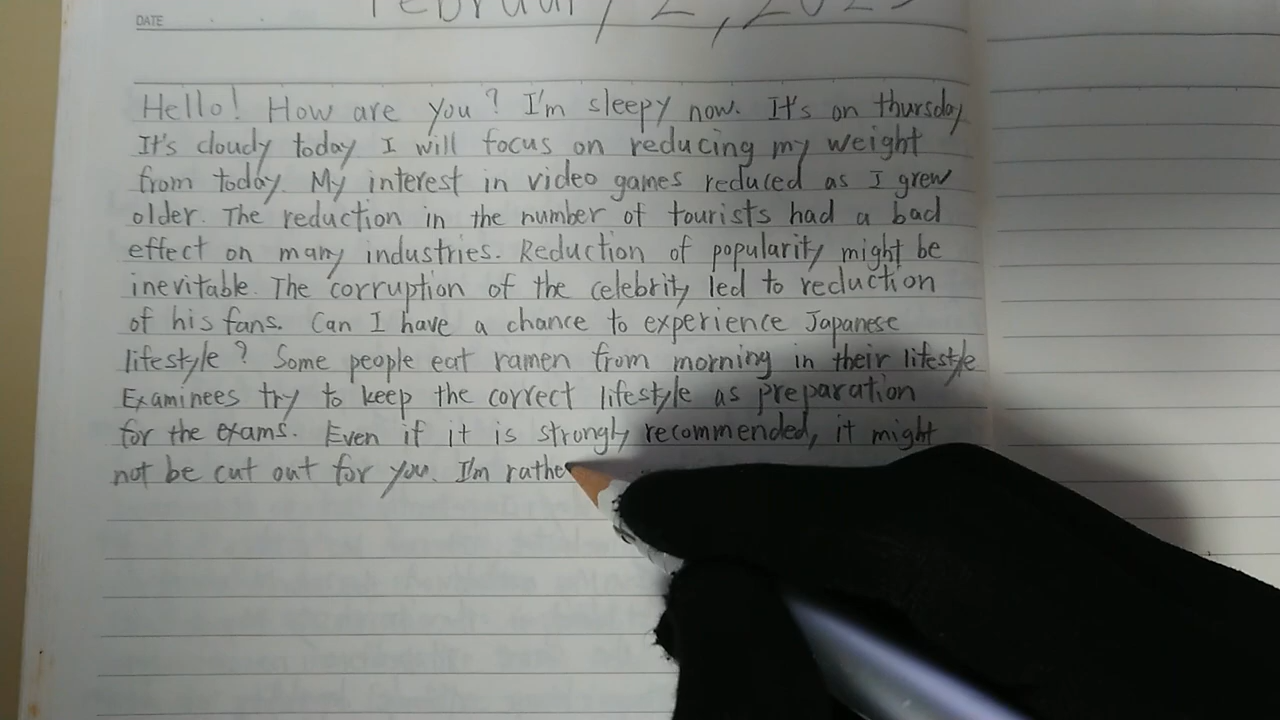 DATE
February 2, 2023
Hello! How are you? I'm sleepy now. It's on thursday
It's cloudy today I will focus on reducing my weight
from today. My interest in video games reduced as I grew
older. The reduction in the number of tourists had a bad
effect on many industries. Reduction of popularity might be
inevitable. The corruption of the celebrity led to reduction
of his fans. Can I have a chance to experience Japanese
lifestyle? Some people eat ramen from morning in their lifestyle
Examinees try to keep the correct lifestyle as preparation
for the exams. Even if it is strongly recommended, it might
not be cut out for you. I'm rathe